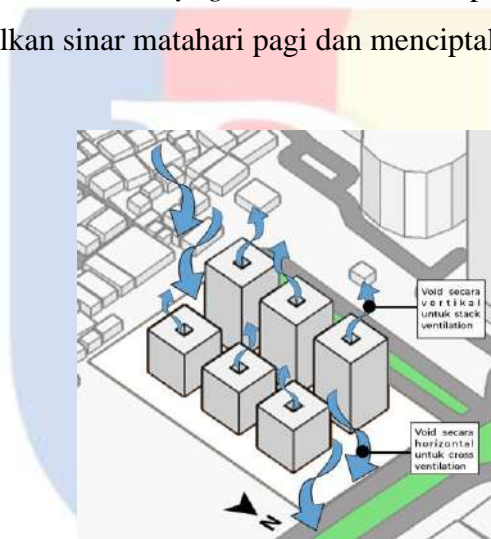 lkan sinar matahari pagi dan mencipta
Void secara
vertikal
untuk stack
ventilation
Void secara
horizontal
untuk cross
ventilation
N